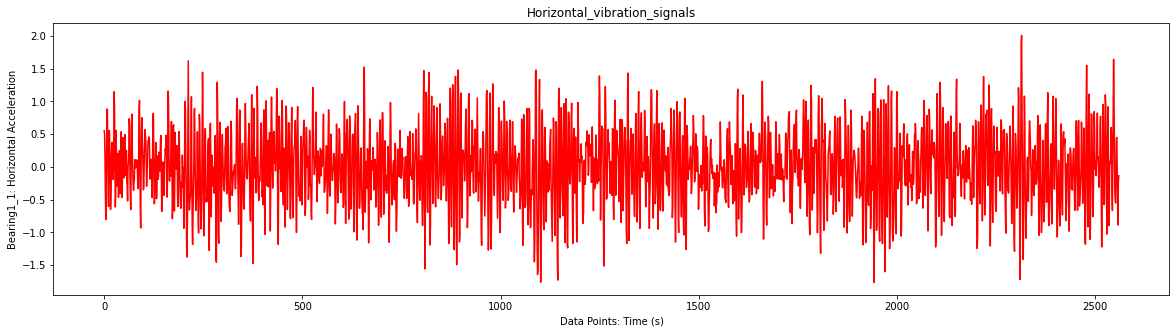 Horizontal_vibration_signals
Bearing1_1: Horizontal Acceleration
2.0
1.5
1.0
0.5
0.0
−0.5
−1.0
−1.5
0 500 1000 1500 2000 2500
Data Points: Time (s)